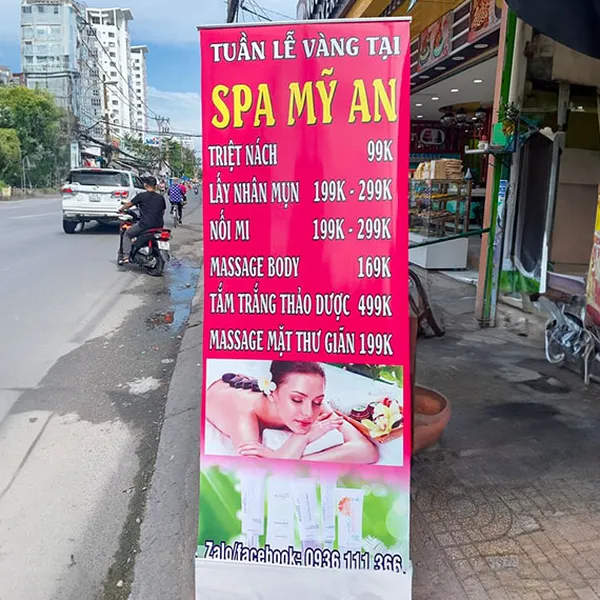 TUẦN LỄ VÀNG TẠI
SPA MỸ AN
TRIỆT NÁCH 99K
LẤY NHÂN MỤN 199K - 299K
NỐI MI 199K - 299K
MASSAGE BODY 169K
TẮM TRẮNG THẢO DƯỢC 499K
MASSAGE MẶT THƯ GIÃN 199K
Zalo/facebook: 0936 111 366